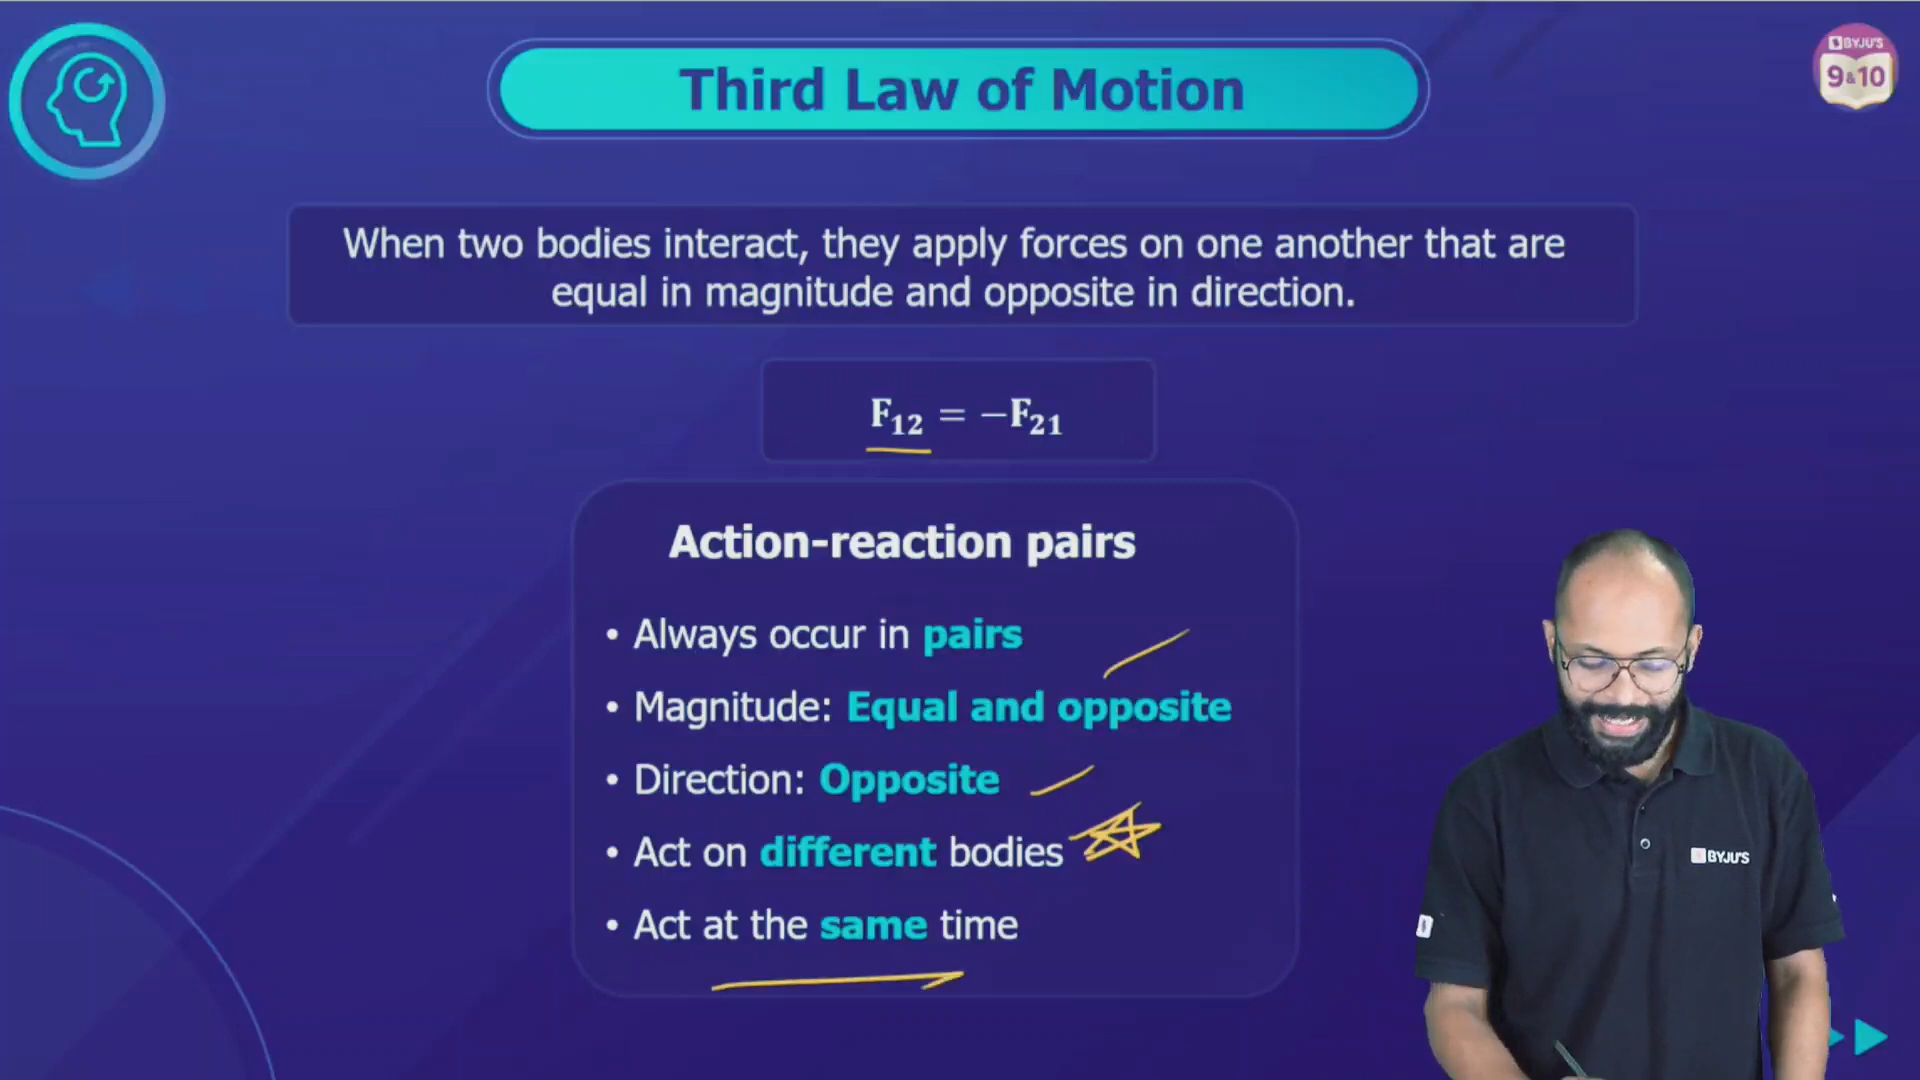 Third Law of Motion
BYJU'S
9&10
When two bodies interact, they apply forces on one another that are
equal in magnitude and opposite in direction.
F₁₂ = −F₂₁
Action-reaction pairs
• Always occur in pairs
• Magnitude: Equal and opposite
• Direction: Opposite
• Act on different bodies
• Act at the same time
BYJU'S